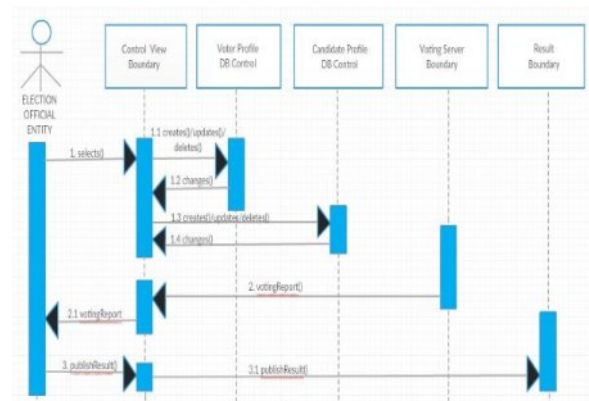 Control View
Boundary
Voter Profile
DB Control
Candidate Profile
DB Control
Voting Server
Boundary
Result
Boundary
ELECTION
OFFICIAL
ENTITY
1. selects()
1.1 creates()/updates()/
deletes()
1.2 changes()
1.3 creates()/updates/deletes()
1.4 changes()
2. votingReport()
2.1 votingReport
3. publishResult()
3.1 publishResult()